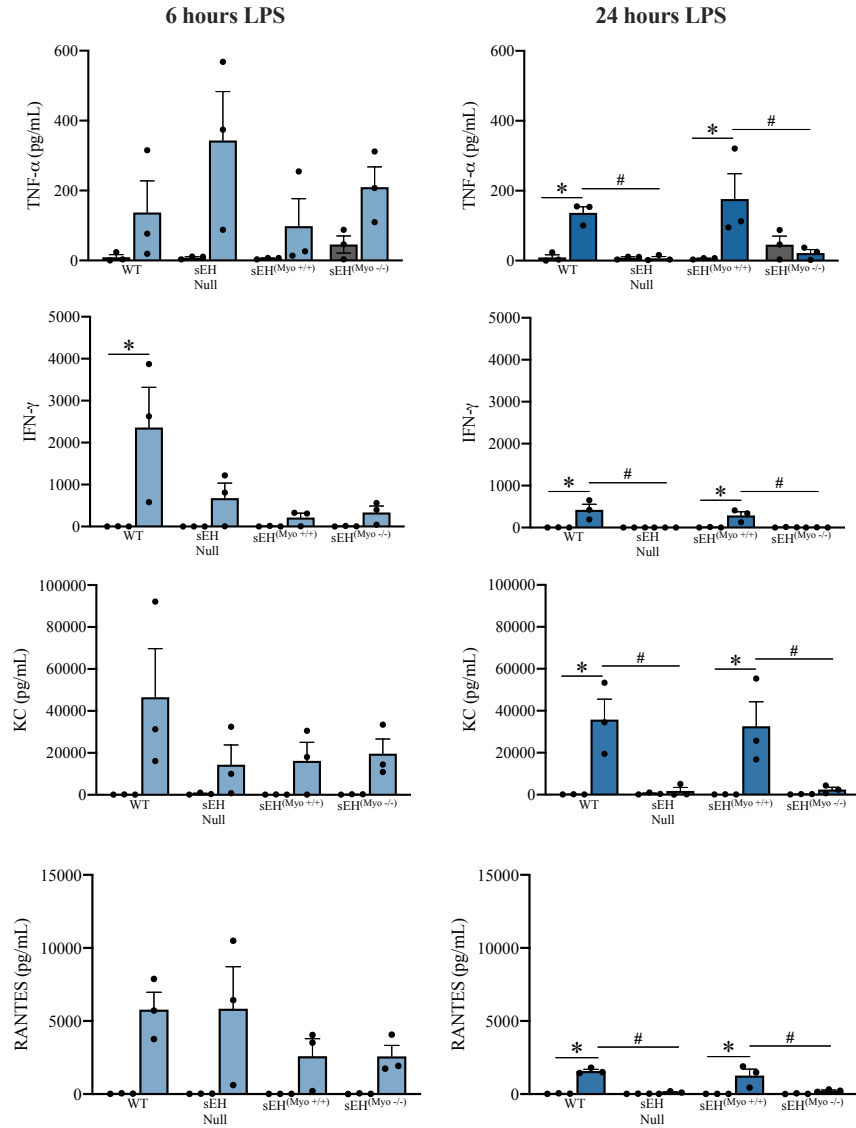 6 hours LPS
24 hours LPS
TNF-α (pg/mL)
600
400
200
0
WT
sEH
Null
sEH(Myo +/+)
sEH(Myo -/-)
TNF-α (pg/mL)
600
400
200
0
*
#
*
#
WT
sEH
Null
sEH(Myo +/+)
sEH(Myo -/-)
IFN-γ
5000
4000
3000
2000
1000
0
*
WT
sEH
Null
sEH(Myo +/+)
sEH(Myo -/-)
IFN-γ
5000
4000
3000
2000
1000
0
*
#
*
#
WT
sEH
Null
sEH(Myo +/+)
sEH(Myo -/-)
KC (pg/mL)
100000
80000
60000
40000
20000
0
WT
sEH
Null
sEH(Myo +/+)
sEH(Myo -/-)
KC (pg/mL)
100000
80000
60000
40000
20000
0
*
#
*
#
WT
sEH
Null
sEH(Myo +/+)
sEH(Myo -/-)
RANTES (pg/mL)
15000
10000
5000
0
WT
sEH
Null
sEH(Myo +/+)
sEH(Myo -/-)
RANTES (pg/mL)
15000
10000
5000
0
*
#
*
#
WT
sEH
Null
sEH(Myo +/+)
sEH(Myo -/-)